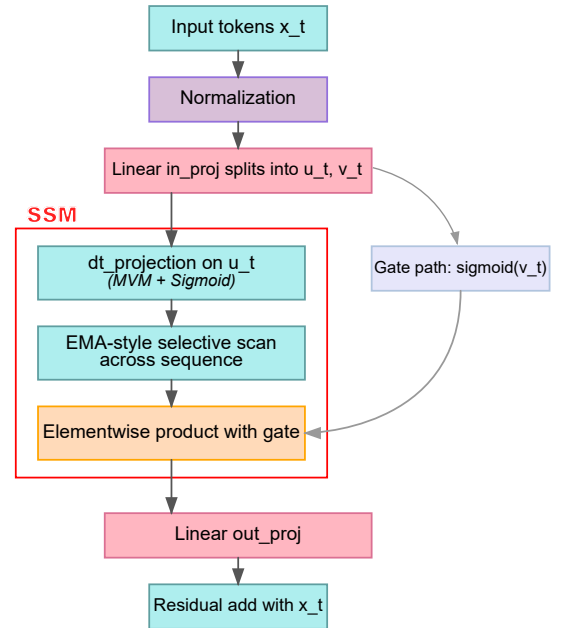 Input tokens x_t
Normalization
Linear in_proj splits into u_t, v_t
SSM
dt_projection on u_t
(MVM + Sigmoid)
Gate path: sigmoid(v_t)
EMA-style selective scan
across sequence
Elementwise product with gate
Linear out_proj
Residual add with x_t